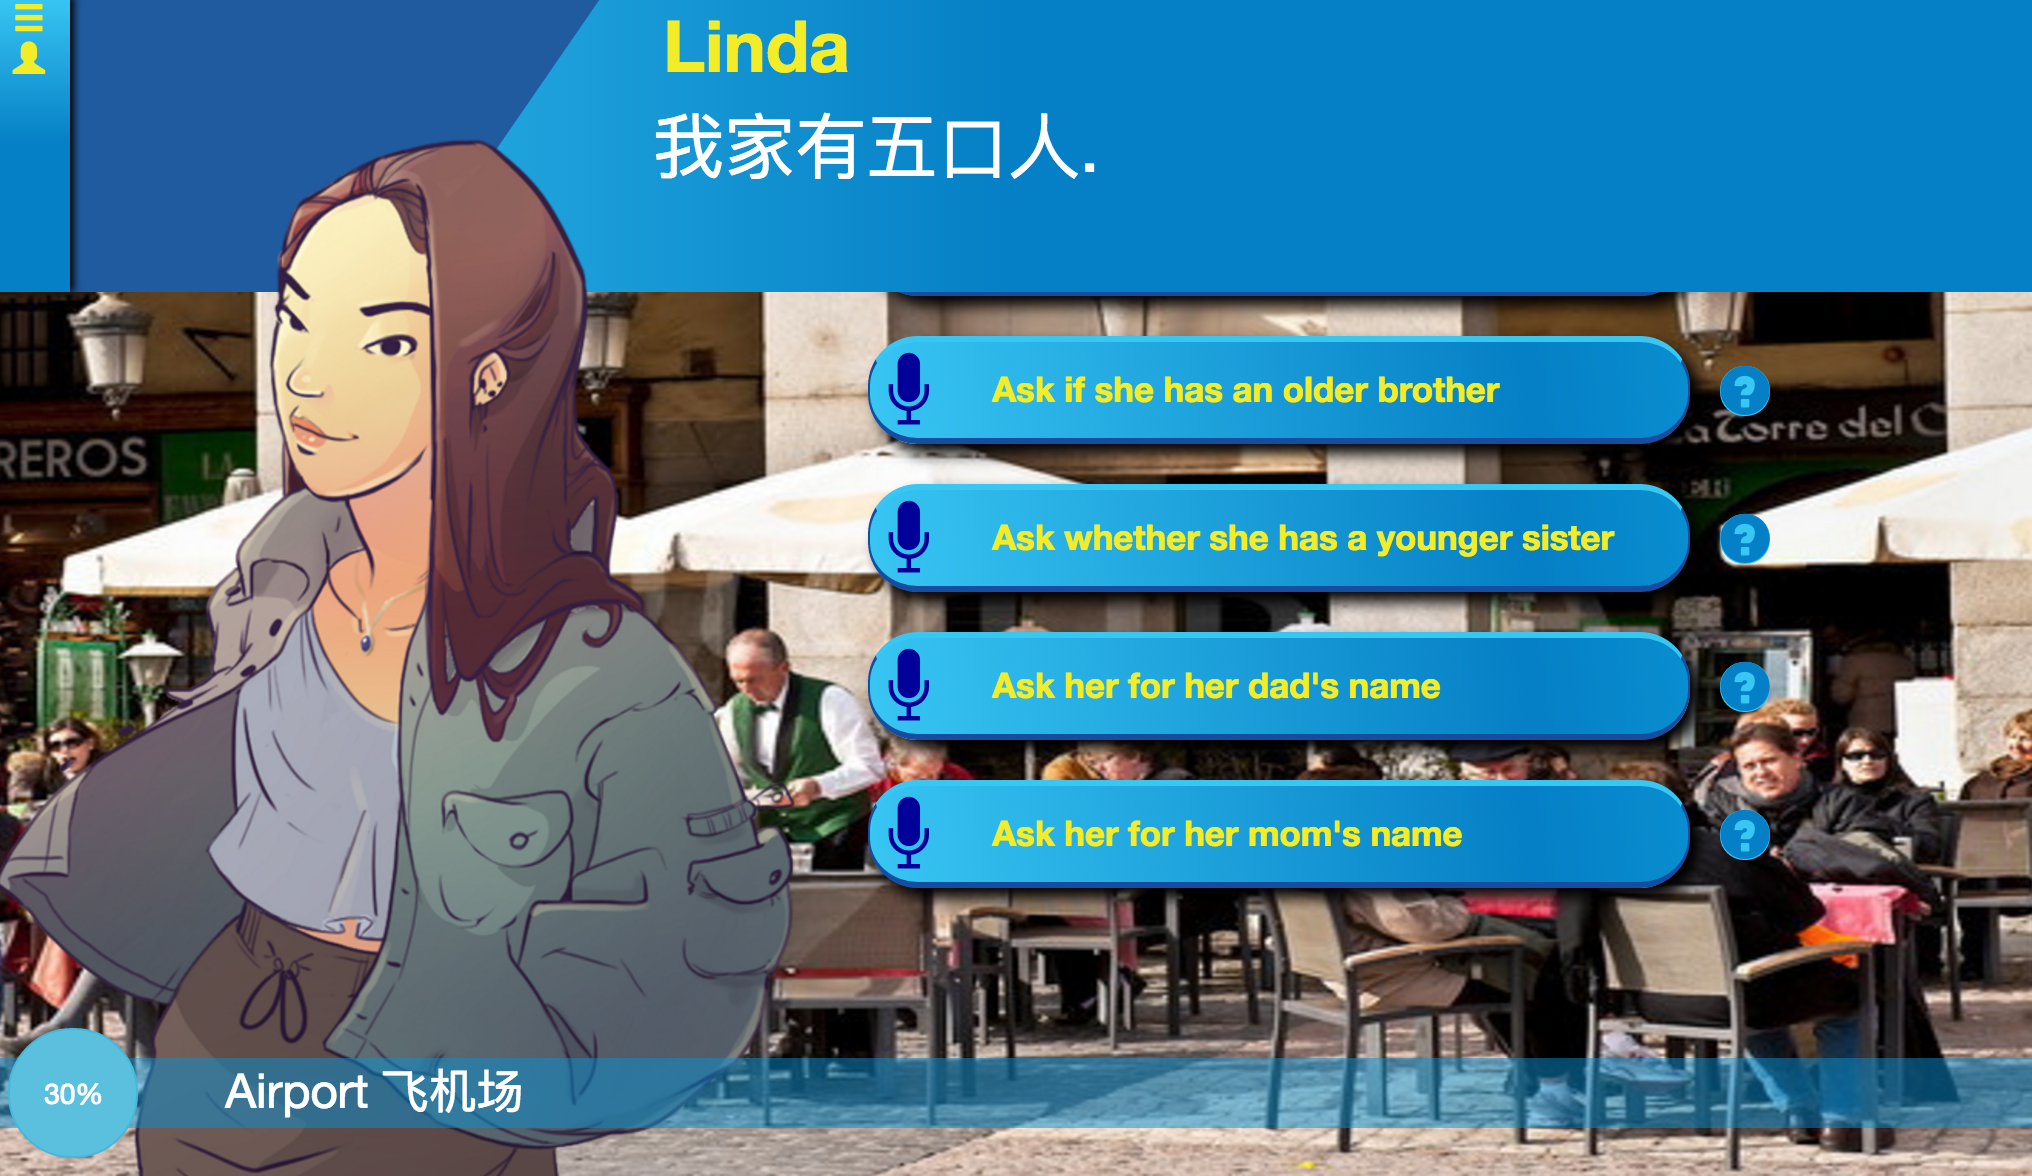 Linda
我家有五口人.
Ask if she has an older brother
?
Ask whether she has a younger sister
?
Ask her for her dad's name
?
Ask her for her mom's name
?
REROS
LA
a Torre del C
30%
Airport 飞机场